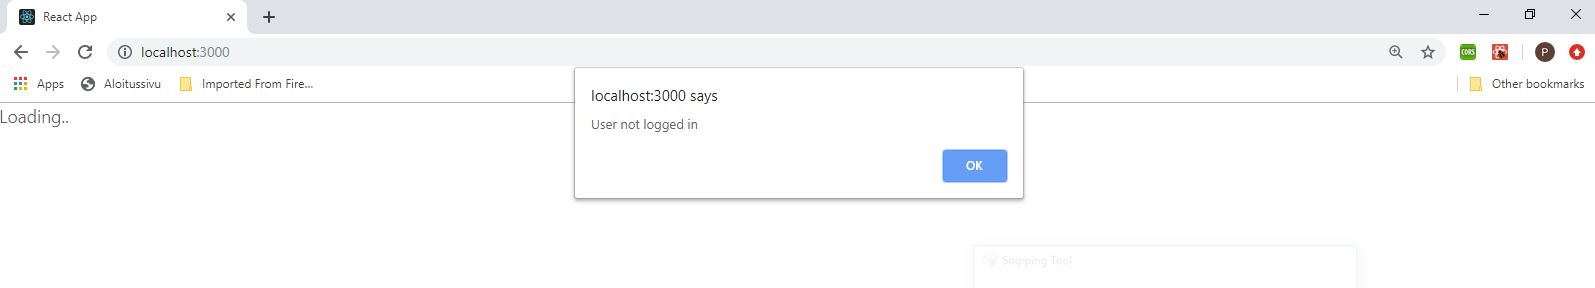 React App
localhost:3000
CORS
P
Apps
Aloitussivu
Imported From Fire...
Other bookmarks
Loading..
localhost:3000 says
User not logged in
OK
Snipping Tool